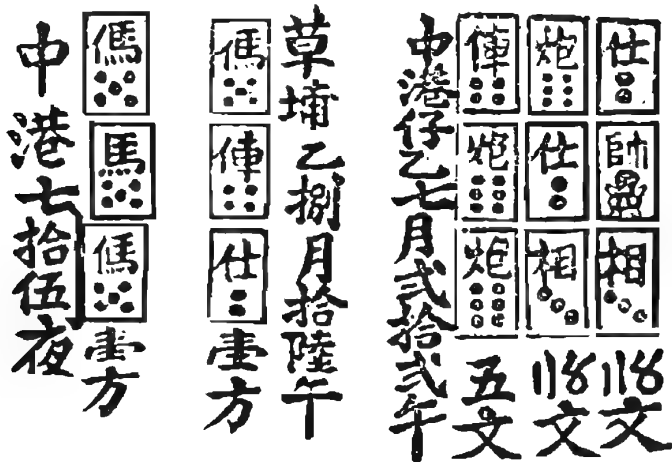 仕帥相文
炮仕相文
俥炮炮五文
中港仔乙七月弍拾弍午
草埔乙捌月拾陸午
傌俥仕壹方
傌馬傌壹方
中港七拾伍夜